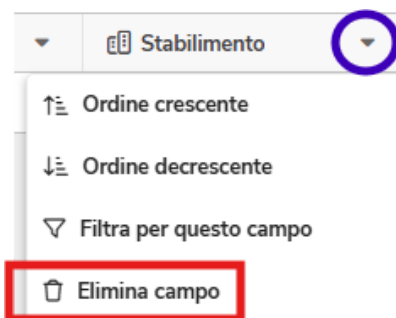 Stabilimento
Ordine crescente
Ordine decrescente
Filtra per questo campo
Elimina campo